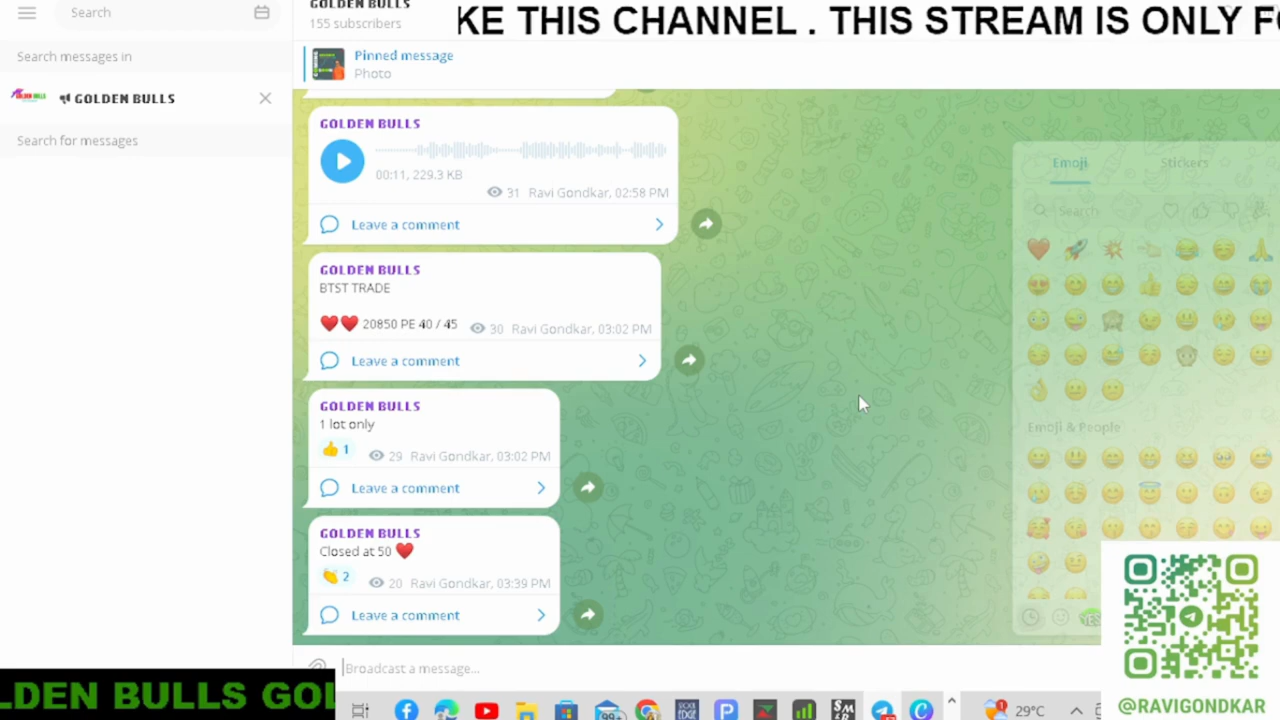 Search
GOLDEN BULLS
155 subscribers
KE THIS CHANNEL . THIS STREAM IS ONLY F
Search messages in
Pinned message
Photo
GOLDEN BULLS
Search for messages
GOLDEN BULLS
00:11, 229.3 KB
31 Ravi Gondkar, 02:58 PM
Leave a comment
GOLDEN BULLS
BTST TRADE
20850 PE 40 / 45
30 Ravi Gondkar, 03:02 PM
Leave a comment
GOLDEN BULLS
1 lot only
1
29 Ravi Gondkar, 03:02 PM
Leave a comment
GOLDEN BULLS
Closed at 50
2
20 Ravi Gondkar, 03:39 PM
Leave a comment
Broadcast a message...
Emoji Stickers
Search
Emoji & People
LDEN BULLS GOL
99+
29°C
@RAVIGONDKAR